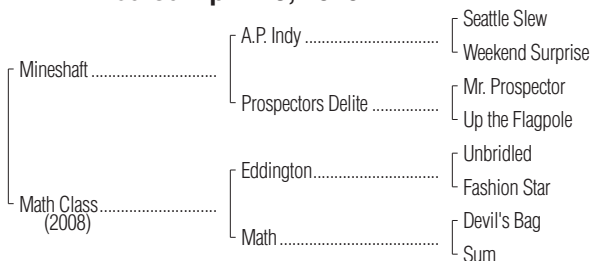 Seattle Slew
A.P. Indy ........................................
Weekend Surprise
Mineshaft .....................................
Mr. Prospector
Prospectors Delite ....................
Up the Flagpole
Unbridled
Eddington......................................
Fashion Star
Math Class...................................
(2008)
Devil's Bag
Math ................................................
Sum